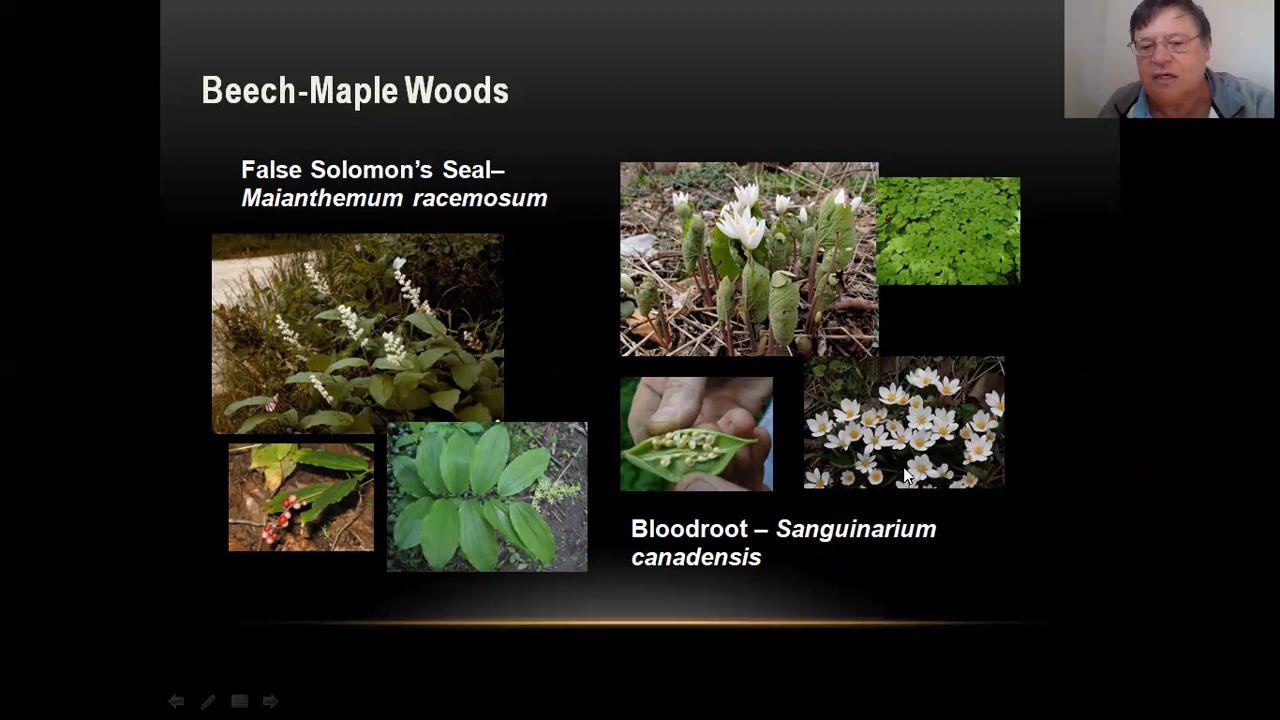 Beech-Maple Woods
False Solomon's Seal–
Maianthemum racemosum
Bloodroot – Sanguinarium
canadensis